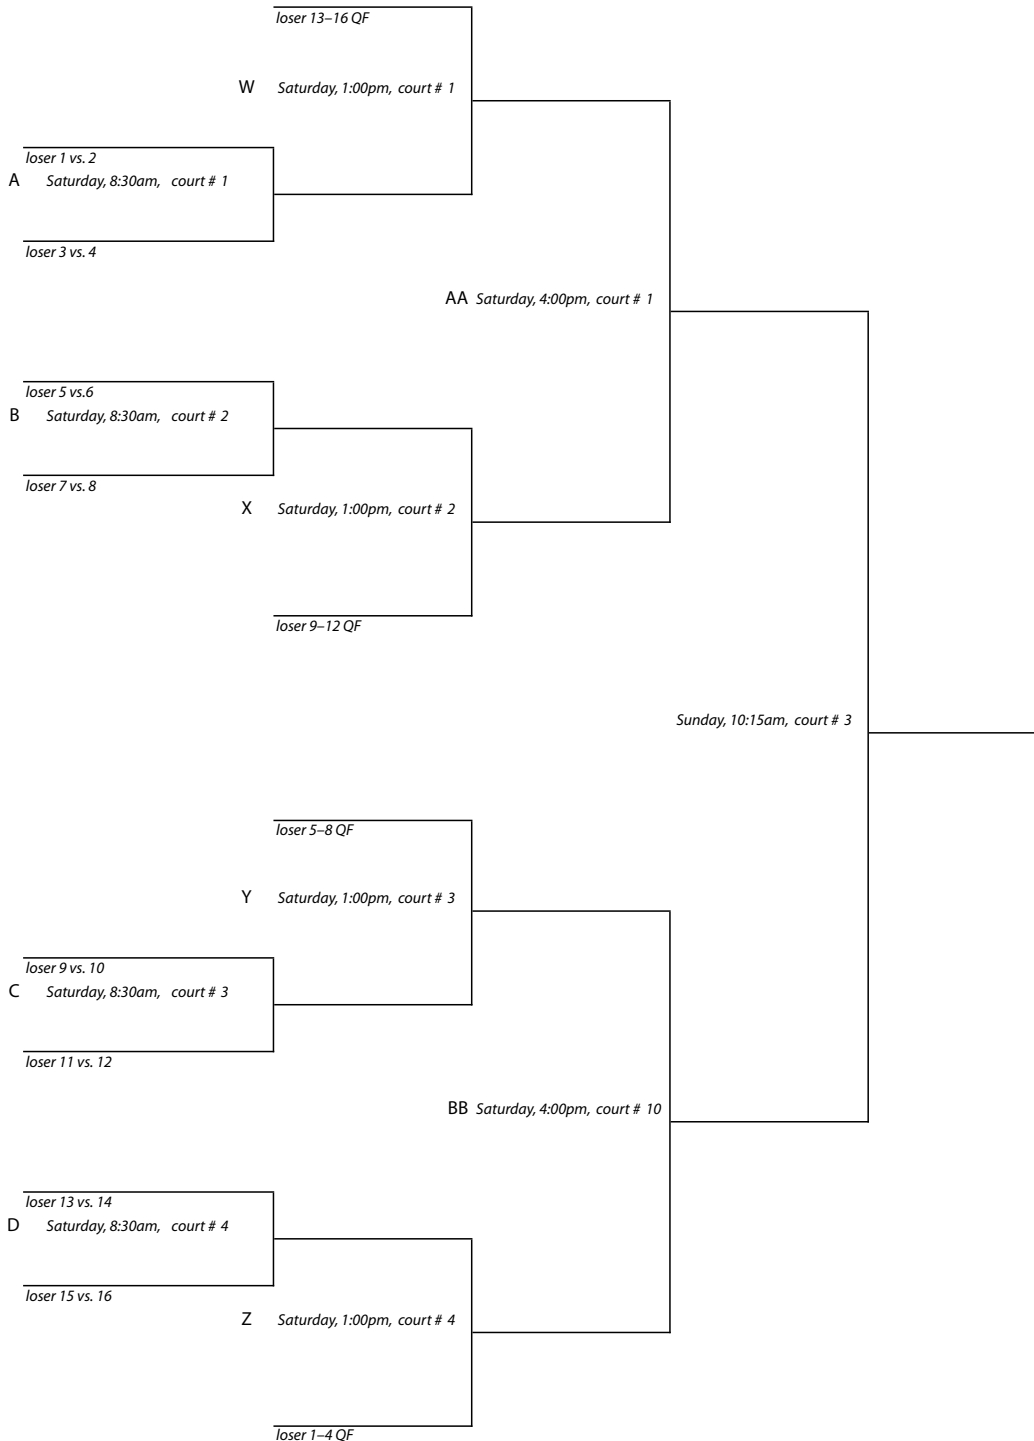 loser 13–16 QF
W Saturday, 1:00pm, court # 1
loser 1 vs. 2
A Saturday, 8:30am, court # 1
loser 3 vs. 4
AA Saturday, 4:00pm, court # 1
loser 5 vs.6
B Saturday, 8:30am, court # 2
loser 7 vs. 8
X Saturday, 1:00pm, court # 2
loser 9–12 QF
Sunday, 10:15am, court # 3
loser 5–8 QF
Y Saturday, 1:00pm, court # 3
loser 9 vs. 10
C Saturday, 8:30am, court # 3
loser 11 vs. 12
BB Saturday, 4:00pm, court # 10
loser 13 vs. 14
D Saturday, 8:30am, court # 4
loser 15 vs. 16
Z Saturday, 1:00pm, court # 4
loser 1–4 QF